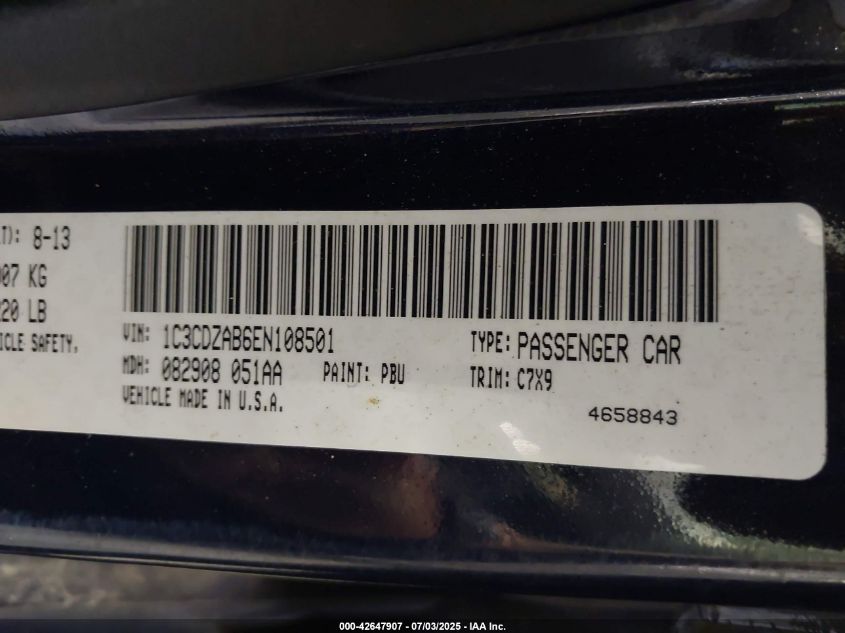 T): 8-13
07 KG
20 LB
ICLE SAFETY,
VIN: 1C3CDZAB6EN108501
TYPE: PASSENGER CAR
MDH: 082908 051AA
PAINT: PBU
TRIM: C7X9
VEHICLE MADE IN U.S.A.
4658843
000-42647907 | 07/03/2025 - IAA Inc.